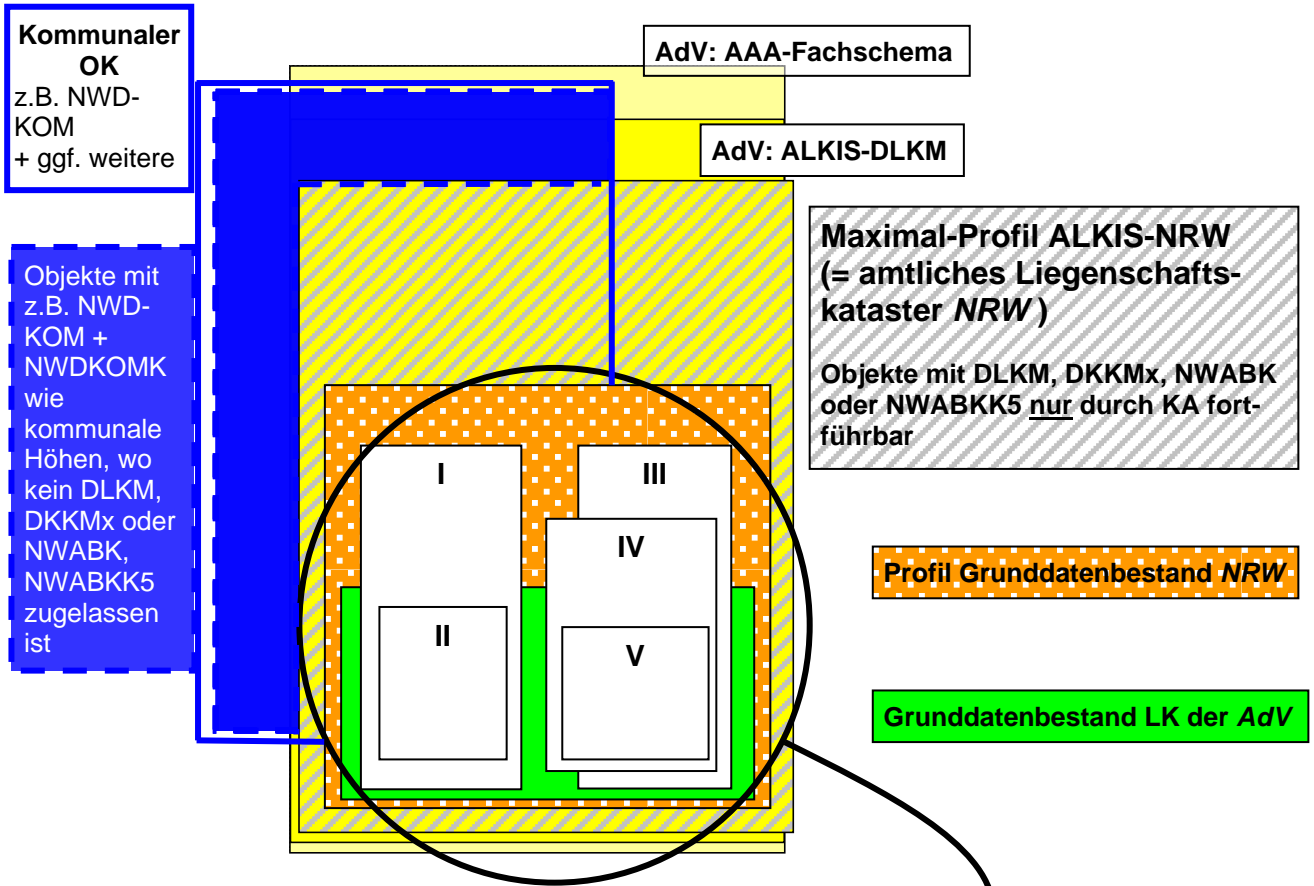 Kommunaler
OK
z.B. NWD-
KOM
+ ggf. weitere
AdV: AAA-Fachschema
AdV: ALKIS-DLKM
Maximal-Profil ALKIS-NRW
(= amtliches Liegenschafts-
kataster NRW )
Objekte mit DLKM, DKKMx, NWABK
oder NWABKK5 nur durch KA fort-
führbar
Objekte mit
z.B. NWD-
KOM +
NWDKOMK
wie
kommunale
Höhen, wo
kein DLKM,
DKKMx oder
NWABK,
NWABKK5
zugelassen
ist
I
III
IV
II
V
Profil Grunddatenbestand NRW
Grunddatenbestand LK der AdV